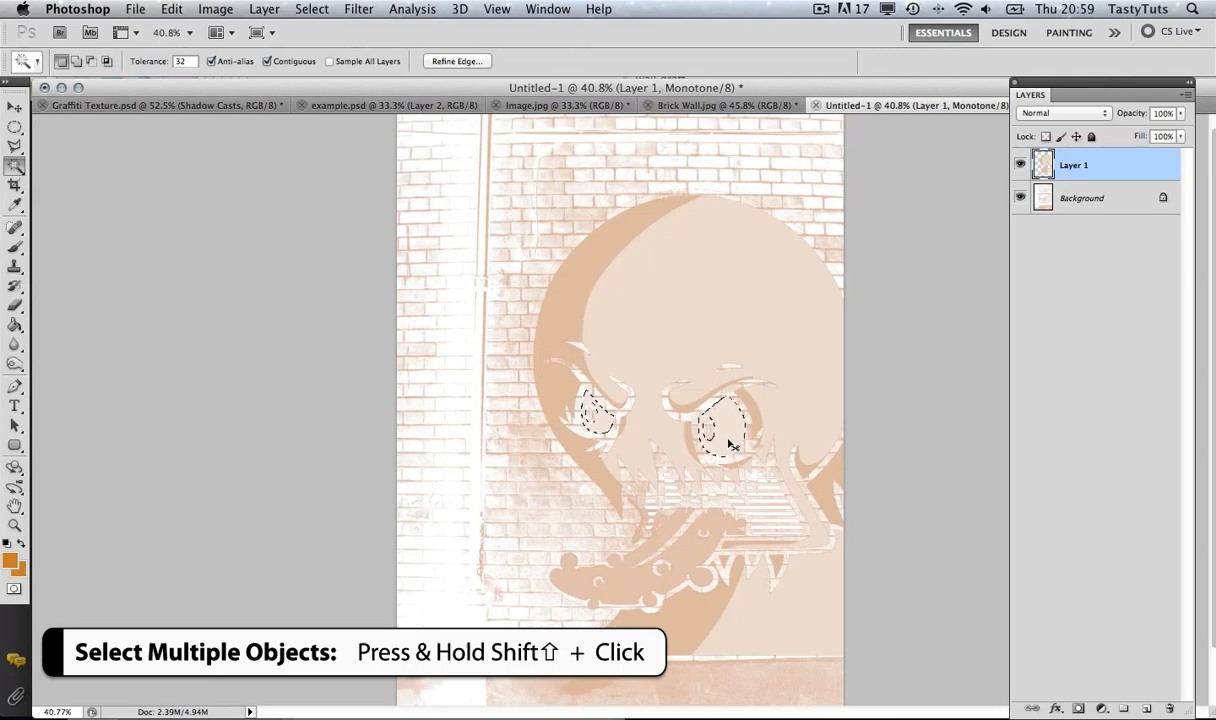 Photoshop File Edit Image Layer Select Filter Analysis 3D View Window Help 17 Thu 20:59 TastyTuts
Ps Br Mb 40.8% ESSENTIALS DESIGN PAINTING CS Live
Tolerance: 32 Anti-alias Contiguous Sample All Layers Refine Edge...
Untitled-1 @ 40.8% (Layer 1, Monotone/8) *
Graffiti Texture.psd @ 52.5% (Shadow Casts, RGB/8) * example.psd @ 33.3% (Layer 2, RGB/8) Image.jpg @ 33.3% (RGB/8) * Brick Wall.jpg @ 45.8% (RGB/8) * Untitled-1 @ 40.8% (Layer 1, Monotone/8)
LAYERS
Normal Opacity: 100%
Lock: Fill: 100%
Layer 1
Background
T
Select Multiple Objects: Press & Hold Shift⇧ + Click
40.77% Doc: 2.39M/4.94M
fx